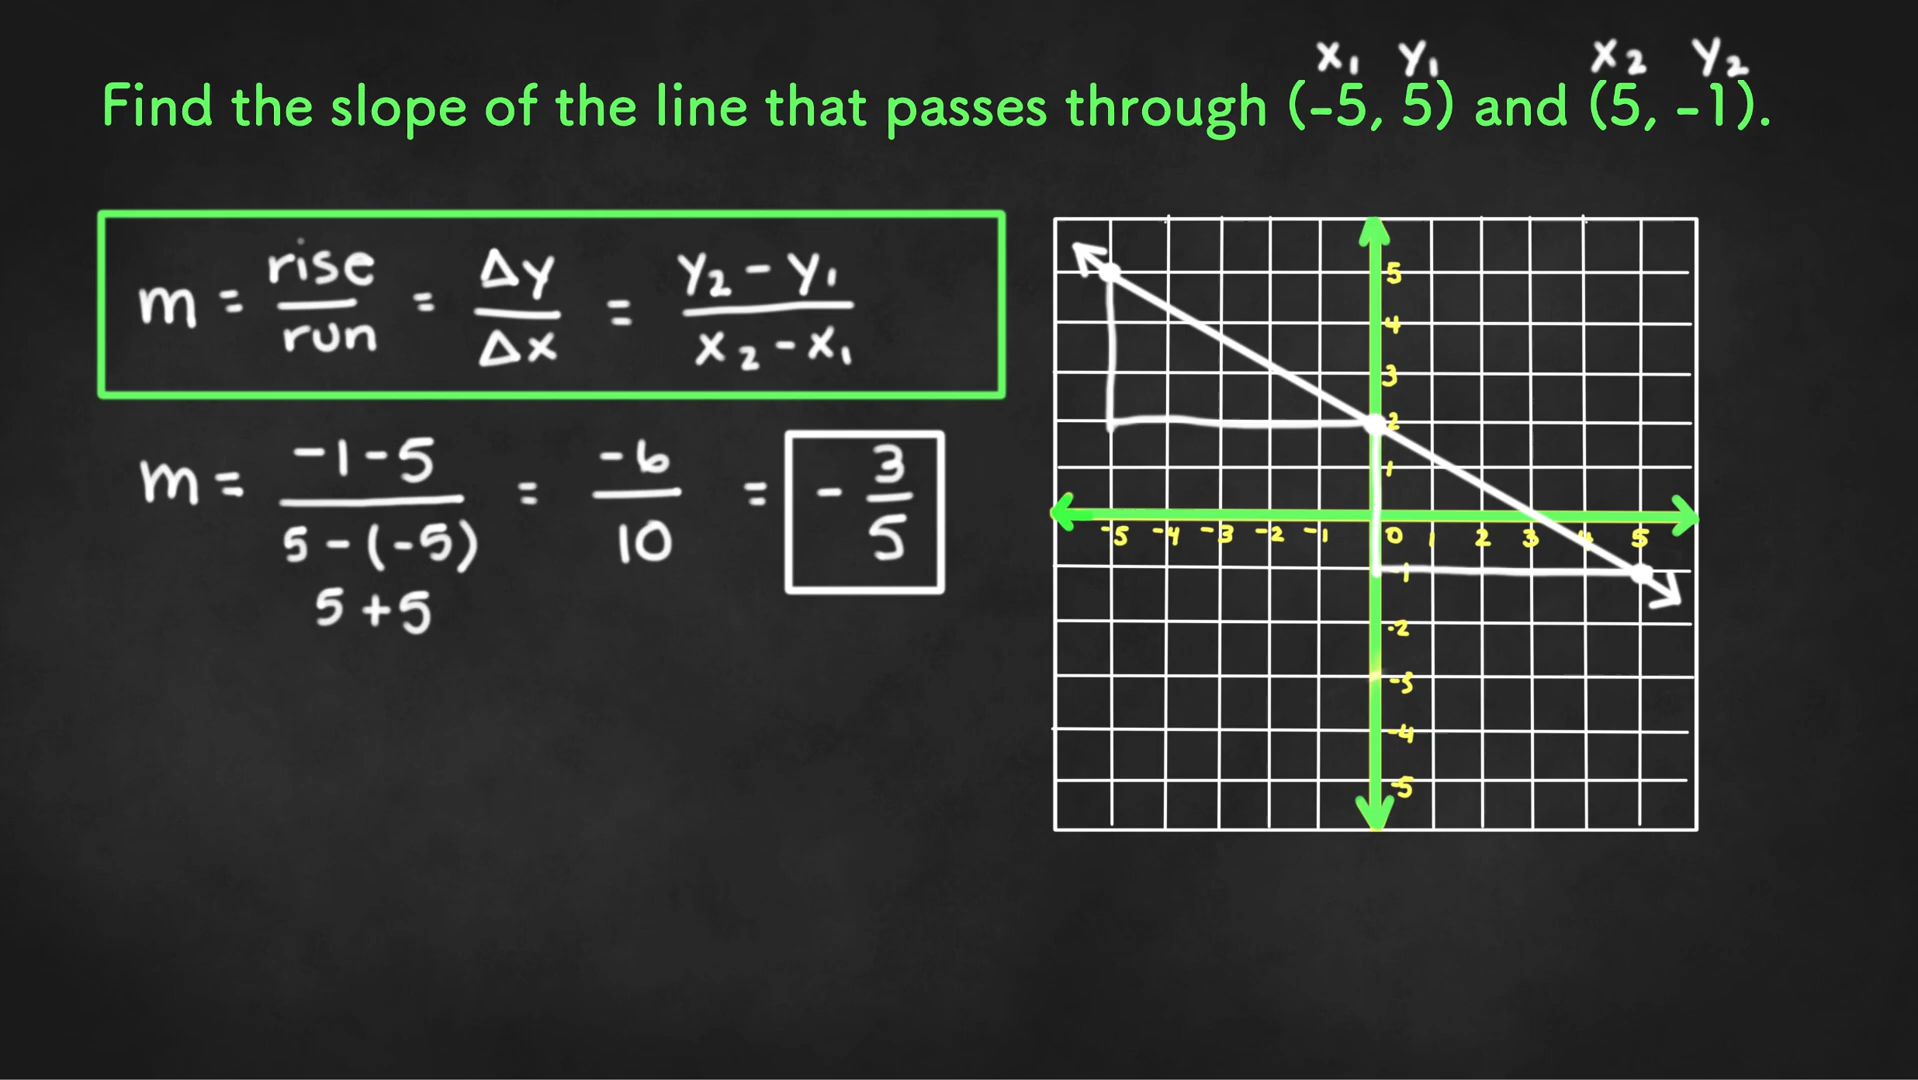 x₁ y₁ x₂ y₂
Find the slope of the line that passes through (-5, 5) and (5, -1).
m = rise/run = Δy/Δx = (y₂ - y₁)/(x₂ - x₁)
m = (-1-5)/(5-(-5)) = -6/10 = -3/5
5+5
5
4
3
2
1
-5 -4 -3 -2 -1 0 1 2 3 4 5
-1
-2
-3
-4
-5